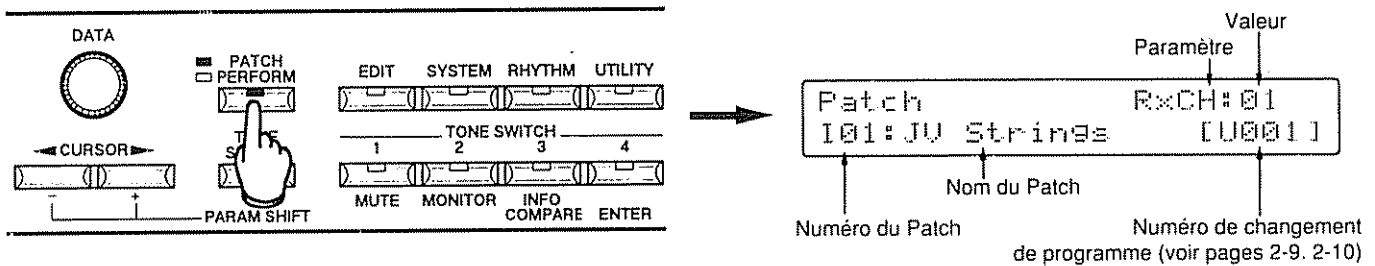 DATA
PATCH
PERFORM
EDIT SYSTEM RHYTHM UTILITY
TONE SWITCH
1 2 3 4
◄CURSOR►
- +
PARAM SHIFT
MUTE MONITOR INFO COMPARE ENTER
Valeur
Paramètre
Patch RxCH:01
I01:JV Strings [U001]
Nom du Patch
Numéro du Patch
Numéro de changement
de programme (voir pages 2-9. 2-10)